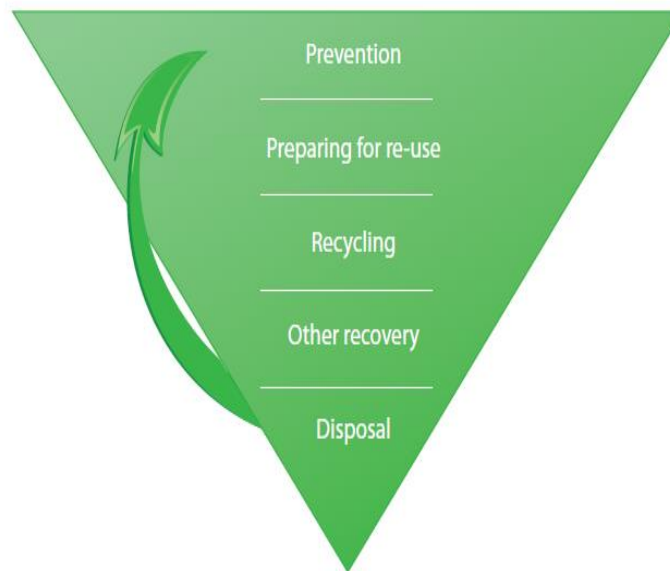 Prevention
Preparing for re-use
Recycling
Other recovery
Disposal